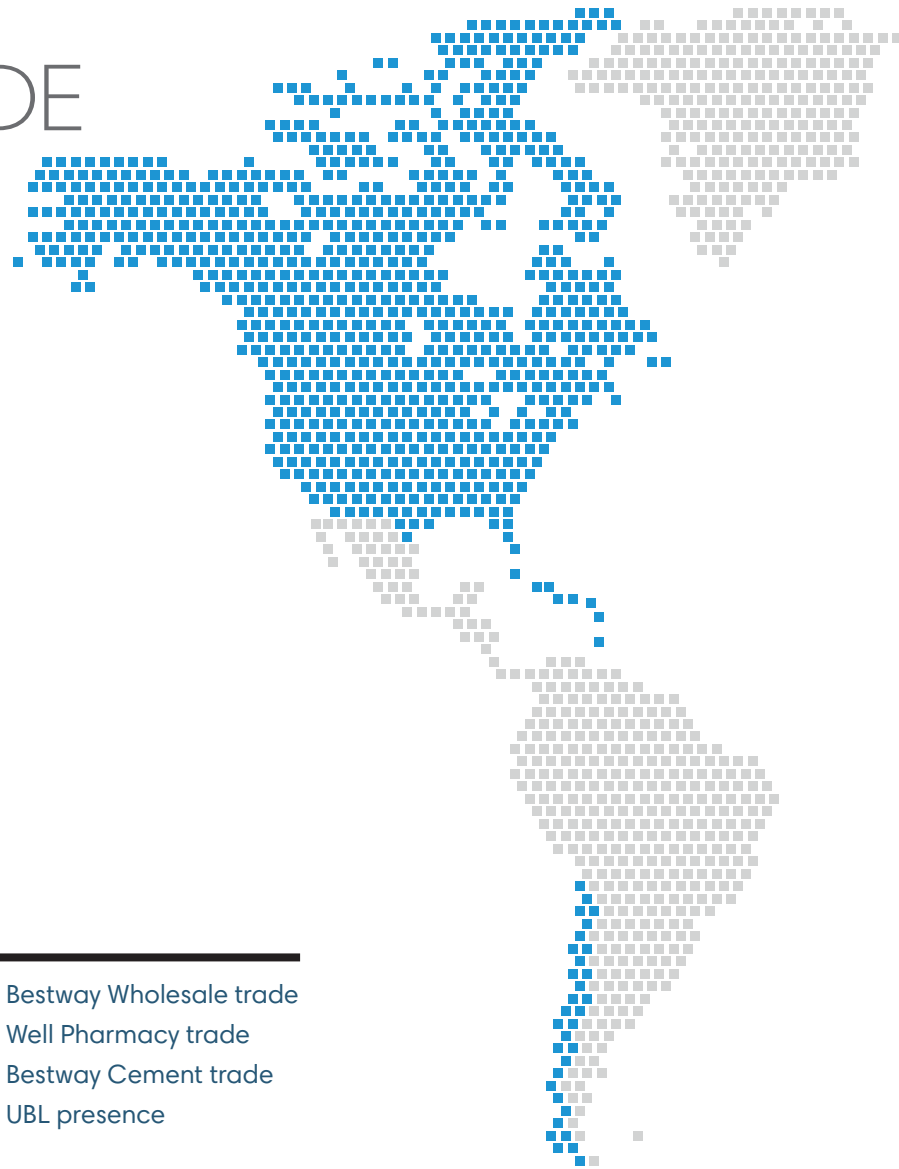 DE
Bestway Wholesale trade
Well Pharmacy trade
Bestway Cement trade
UBL presence